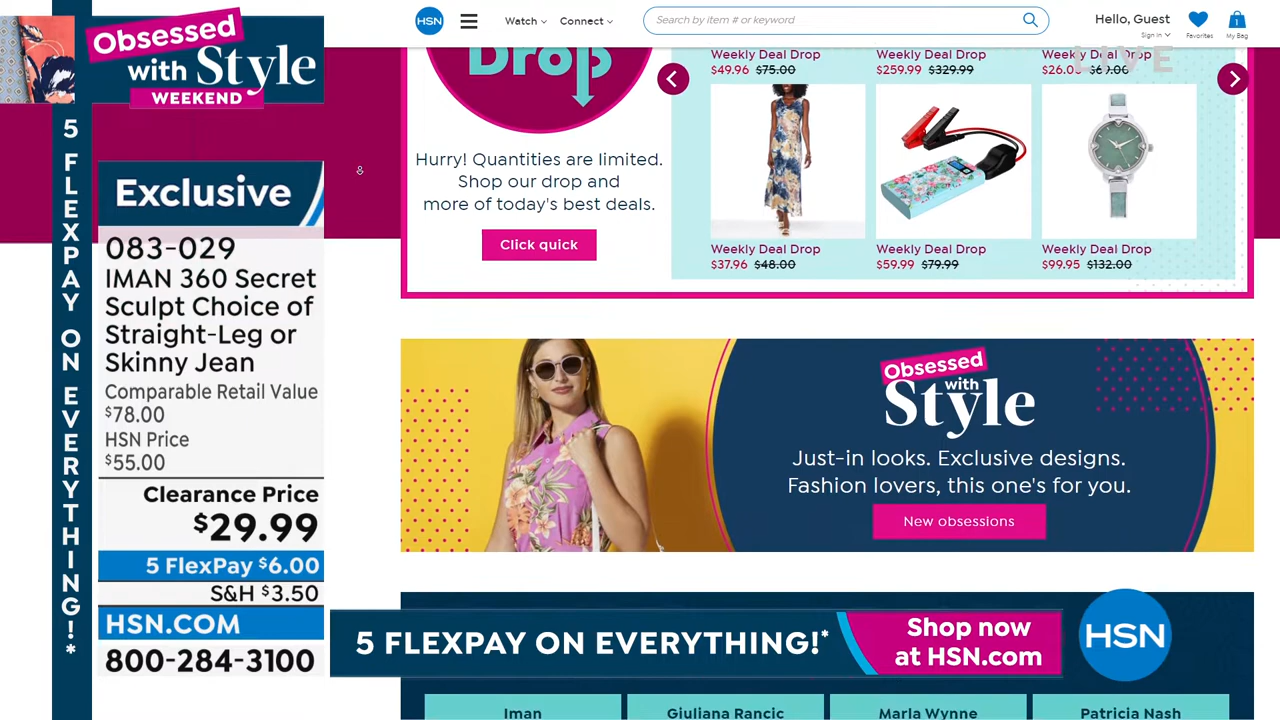 Obsessed
with Style
WEEKEND
5 FLEXPAY ON EVERYTHING!*
Exclusive
083-029
IMAN 360 Secret
Sculpt Choice of
Straight-Leg or
Skinny Jean
Comparable Retail Value
$78.00
HSN Price
$55.00
Clearance Price
$29.99
5 FlexPay $6.00
S&H $3.50
HSN.COM
800-284-3100
HSN
Watch
Connect
Search by item # or keyword
Hello, Guest
Sign in
Favorites
1
My Bag
LIVE
Drop
Hurry! Quantities are limited.
Shop our drop and
more of today's best deals.
Click quick
Weekly Deal Drop
$49.96 $75.00
Weekly Deal Drop
$259.99 $329.99
Weekly Deal Drop
Weekly Deal Drop
$37.96 $48.00
Weekly Deal Drop
$59.99 $79.99
Weekly Deal Drop
$99.95 $132.00
Obsessed
with
Style
Just-in looks. Exclusive designs.
Fashion lovers, this one's for you.
New obsessions
5 FLEXPAY ON EVERYTHING!*
Shop now
at HSN.com
HSN
Iman
Giuliana Rancic
Marla Wynne
Patricia Nash